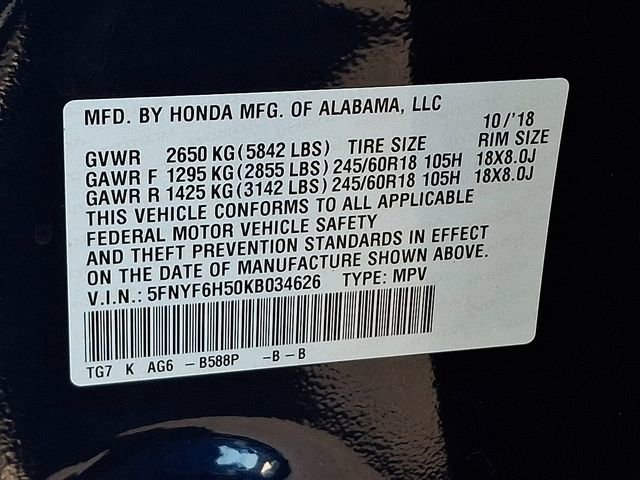 MFD. BY HONDA MFG. OF ALABAMA, LLC 10/'18
GVWR 2650 KG(5842 LBS) TIRE SIZE RIM SIZE
GAWR F 1295 KG(2855 LBS) 245/60R18 105H 18X8.0J
GAWR R 1425 KG(3142 LBS) 245/60R18 105H 18X8.0J
THIS VEHICLE CONFORMS TO ALL APPLICABLE
FEDERAL MOTOR VEHICLE SAFETY
AND THEFT PREVENTION STANDARDS IN EFFECT
ON THE DATE OF MANUFACTURE SHOWN ABOVE.
V.I.N.: 5FNYF6H50KB034626 TYPE: MPV
TG7 K AG6 - B588P -B-B